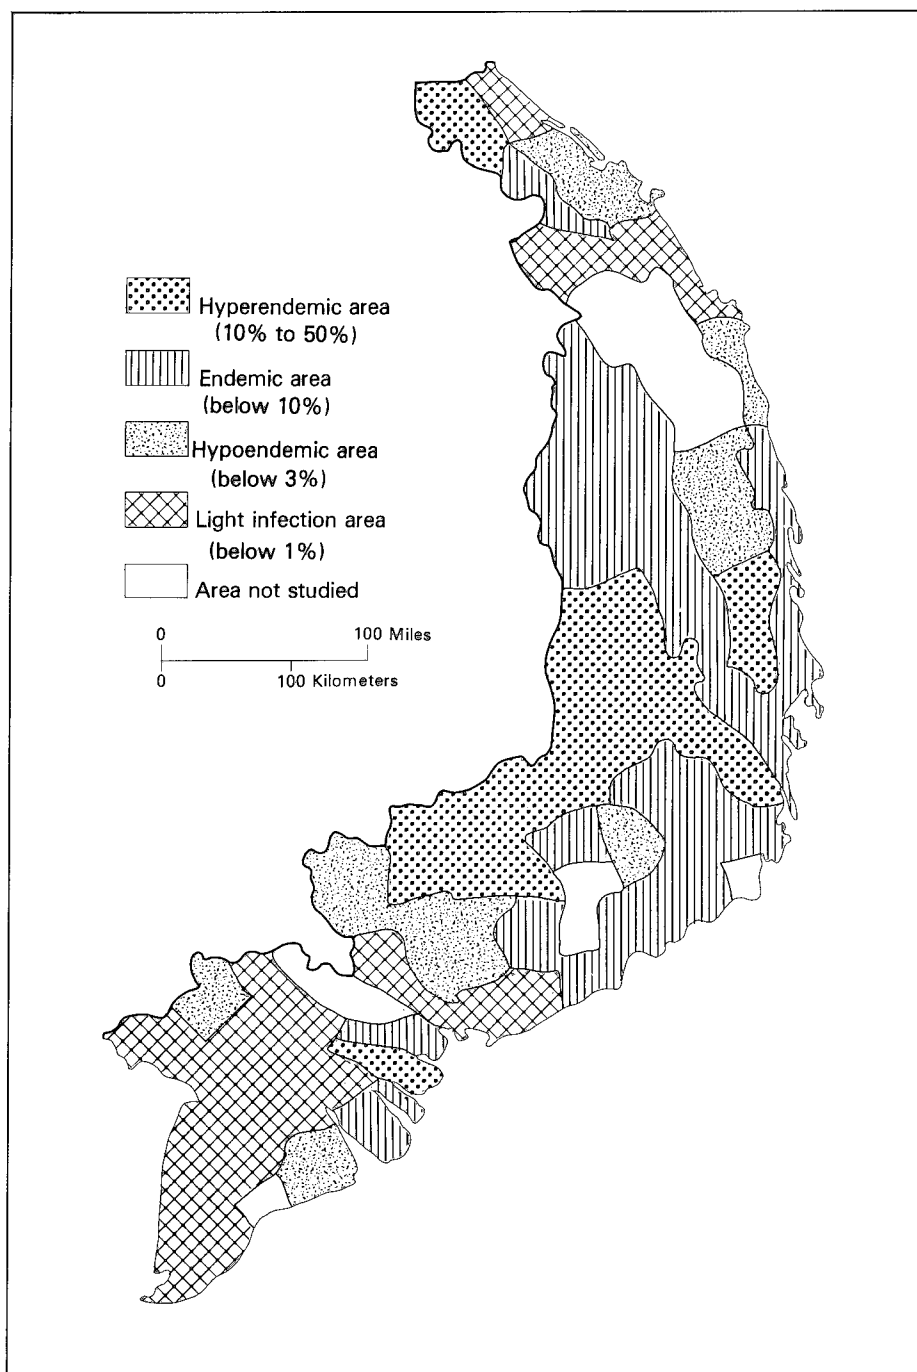 Hyperendemic area
(10% to 50%)
Endemic area
(below 10%)
Hypoendemic area
(below 3%)
Light infection area
(below 1%)
Area not studied
0 100 Miles
0 100 Kilometers